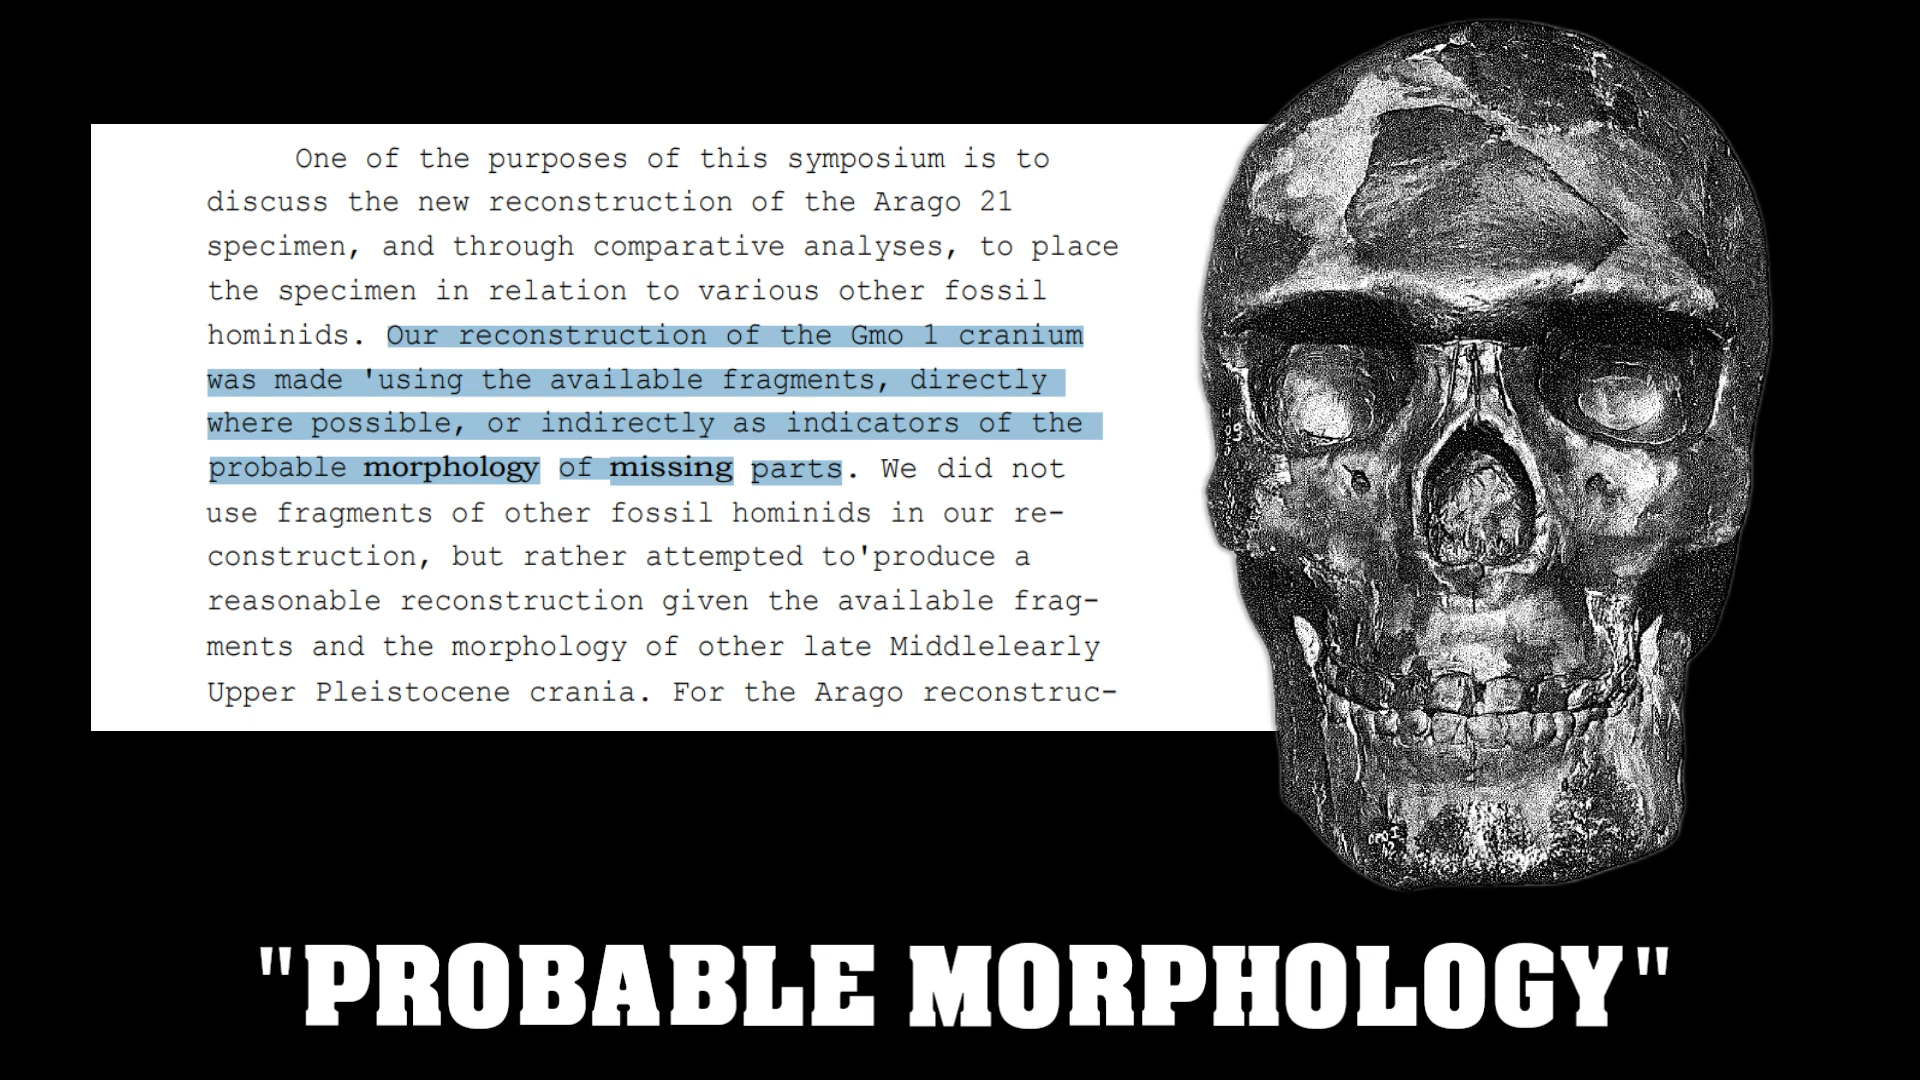 One of the purposes of this symposium is to
discuss the new reconstruction of the Arago 21
specimen, and through comparative analyses, to place
the specimen in relation to various other fossil
hominids. Our reconstruction of the Gmo 1 cranium
was made 'using the available fragments, directly
where possible, or indirectly as indicators of the
probable morphology of missing parts. We did not
use fragments of other fossil hominids in our re-
construction, but rather attempted to'produce a
reasonable reconstruction given the available frag-
ments and the morphology of other late Middlelearly
Upper Pleistocene crania. For the Arago reconstruc-
"PROBABLE MORPHOLOGY"